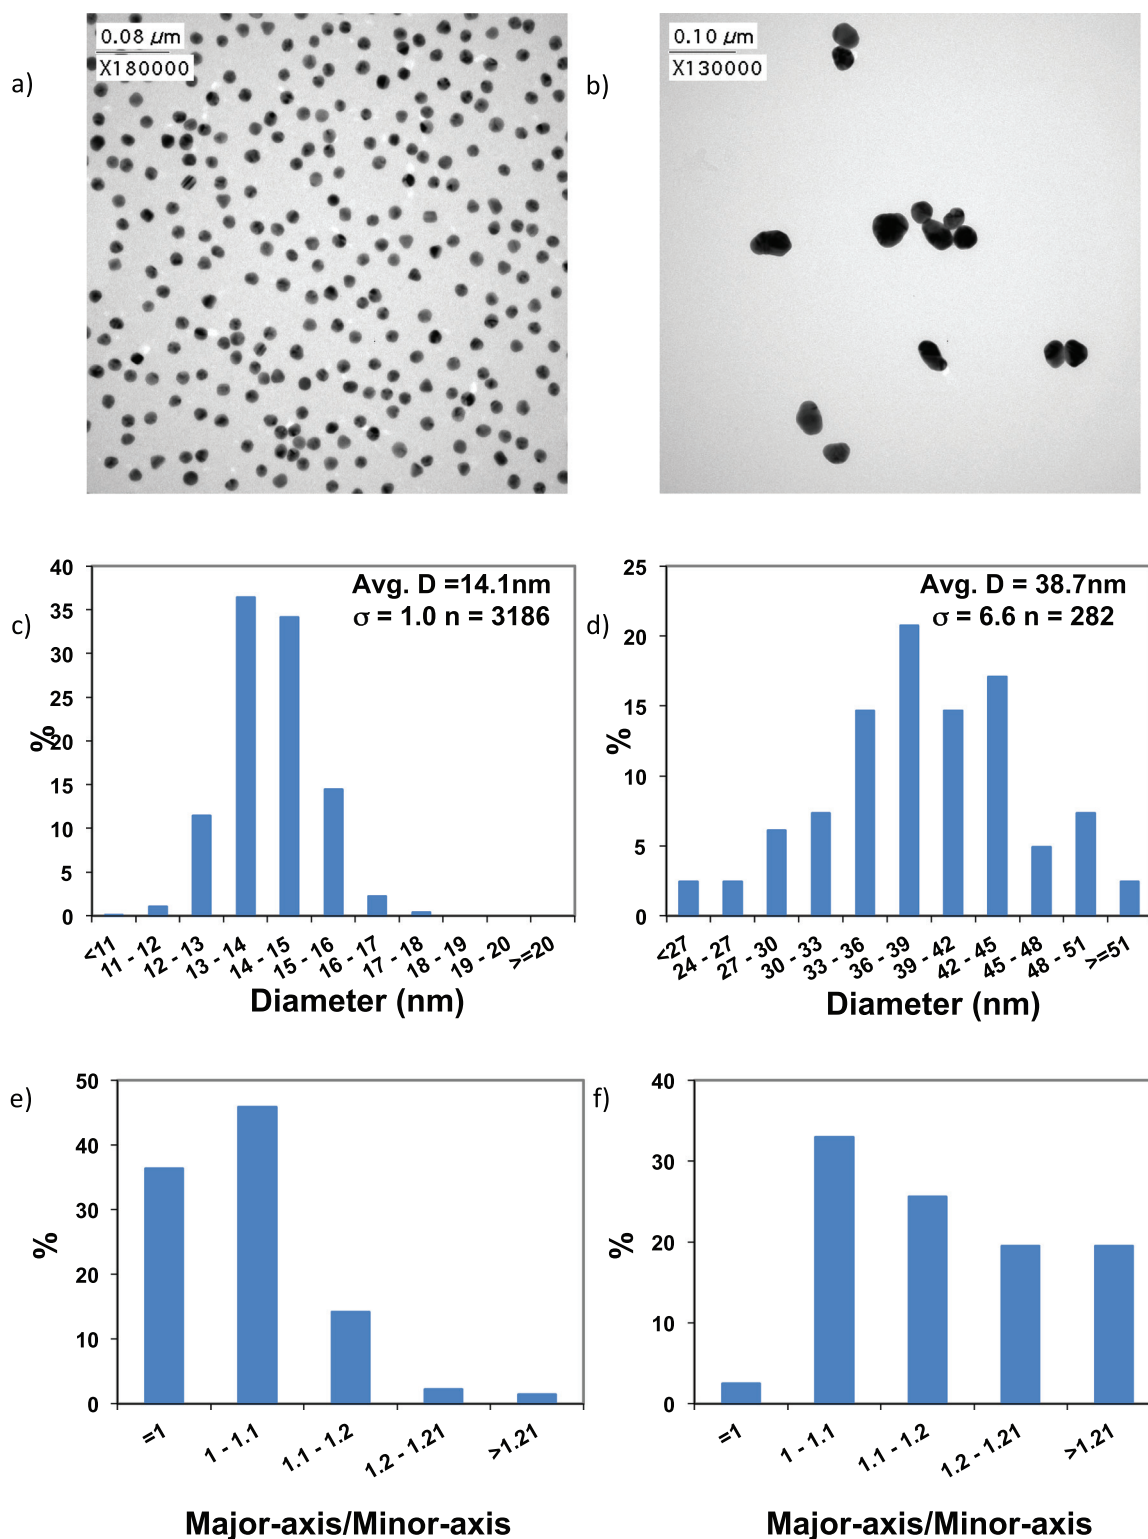 a)
0.08 µm
X180000
b)
0.10 µm
X130000
c)
40
35
30
25
20
15
10
5
0
%
Avg. D =14.1nm
σ = 1.0 n = 3186
<11
11 - 12
12 - 13
13 - 14
14 - 15
15 - 16
16 - 17
17 - 18
18 - 19
19 - 20
>=20
Diameter (nm)
d)
25
20
15
10
5
0
%
Avg. D = 38.7nm
σ = 6.6 n = 282
<27
24 - 27
27 - 30
30 - 33
33 - 36
36 - 39
39 - 42
42 - 45
45 - 48
48 - 51
>=51
Diameter (nm)
e)
50
40
30
20
10
0
%
=1
1 - 1.1
1.1 - 1.2
1.2 - 1.21
>1.21
Major-axis/Minor-axis
f)
40
30
20
10
0
%
=1
1 - 1.1
1.1 - 1.2
1.2 - 1.21
>1.21
Major-axis/Minor-axis